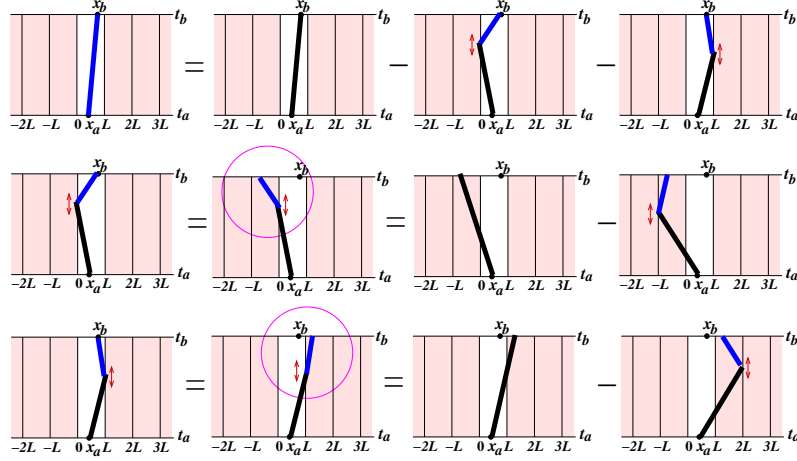 x_b x_b x_b x_b
t_b t_b t_b t_b
= − −
t_a t_a t_a t_a
−2L −L 0 x_a L 2L 3L −2L −L 0 x_a L 2L 3L −2L −L 0 x_a L 2L 3L −2L −L 0 x_a L 2L 3L
x_b x_b x_b x_b
t_b t_b t_b t_b
= = −
t_a t_a t_a t_a
−2L −L 0 x_a L 2L 3L −2L −L 0 x_a L 2L 3L −2L −L 0 x_a L 2L 3L −2L −L 0 x_a L 2L 3L
x_b x_b x_b x_b
t_b t_b t_b t_b
= = −
t_a t_a t_a t_a
−2L −L 0 x_a L 2L 3L −2L −L 0 x_a L 2L 3L −2L −L 0 x_a L 2L 3L −2L −L 0 x_a L 2L 3L